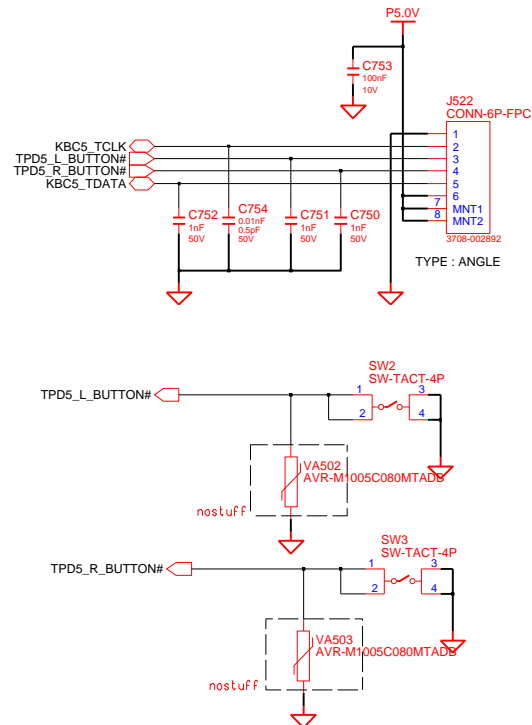 P5.0V
C753
100nF
10V
J522
CONN-6P-FPC
KBC5_TCLK
TPD5_L_BUTTON#
TPD5_R_BUTTON#
KBC5_TDATA
1
2
3
4
5
6
7
MNT1
8
MNT2
3708-002892
TYPE : ANGLE
C752
1nF
50V
C754
0.01nF
0.5pF
50V
C751
1nF
50V
C750
1nF
50V
SW2
SW-TACT-4P
TPD5_L_BUTTON#
1
3
2
4
VA502
AVR-M1005C080MTADB
nostuff
SW3
SW-TACT-4P
TPD5_R_BUTTON#
1
3
2
4
VA503
AVR-M1005C080MTADB
nostuff